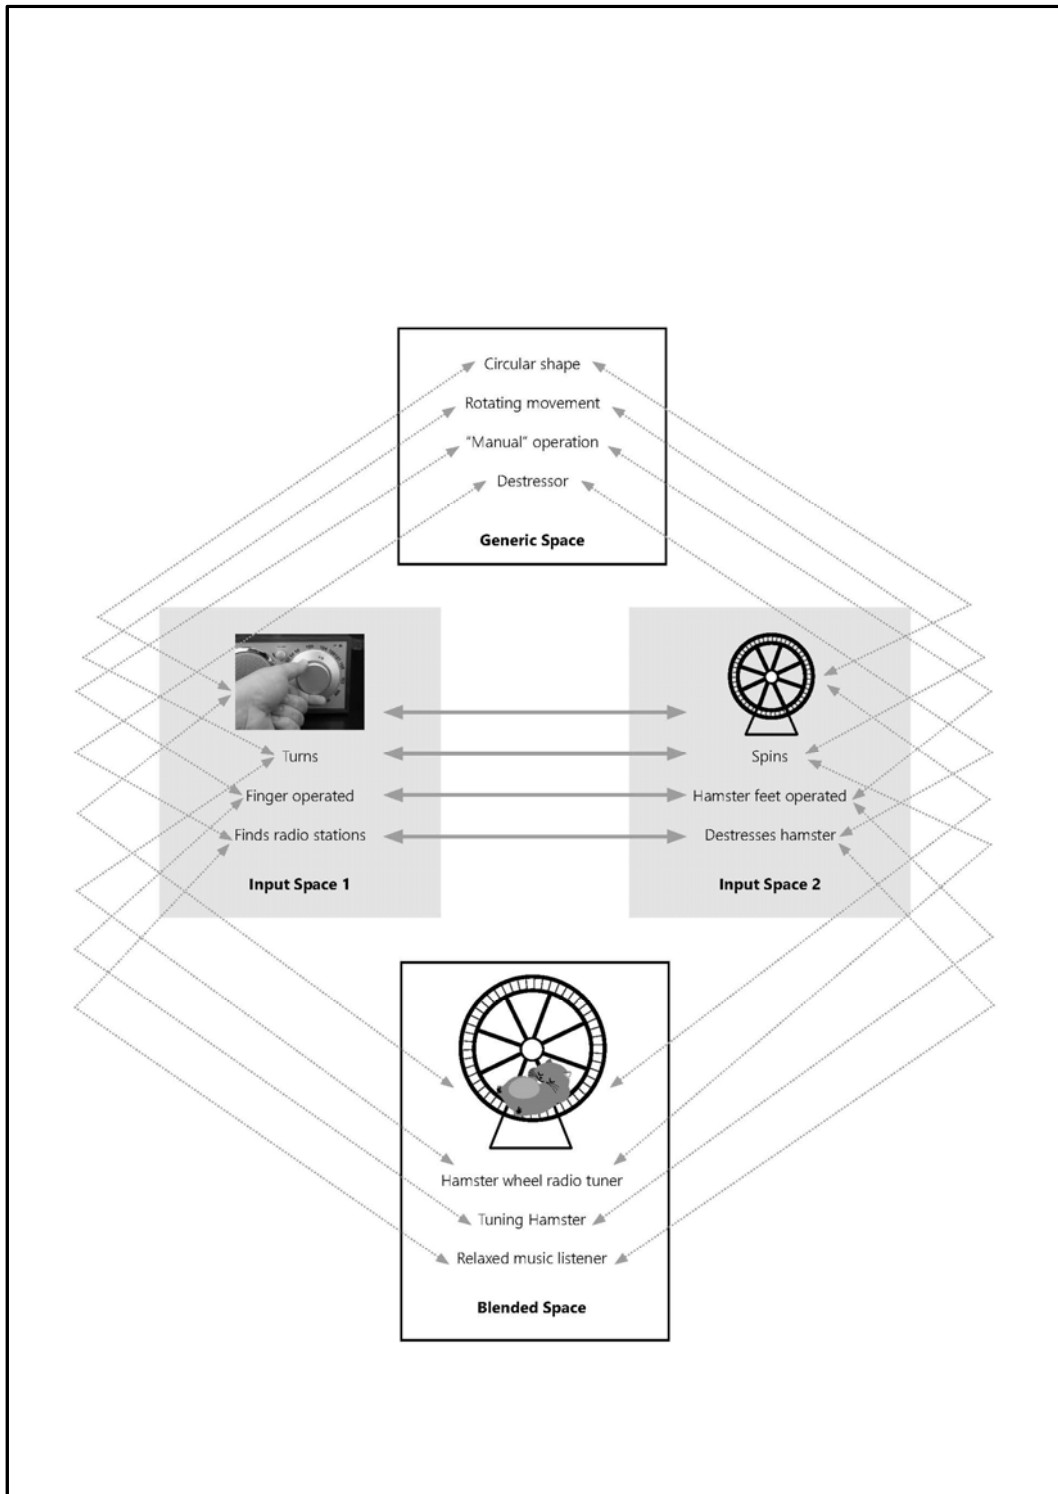 Circular shape
Rotating movement
“Manual” operation
Destressor
Generic Space
Turns
Finger operated
Finds radio stations
Input Space 1
Spins
Hamster feet operated
Destresses hamster
Input Space 2
Hamster wheel radio tuner
Tuning Hamster
Relaxed music listener
Blended Space